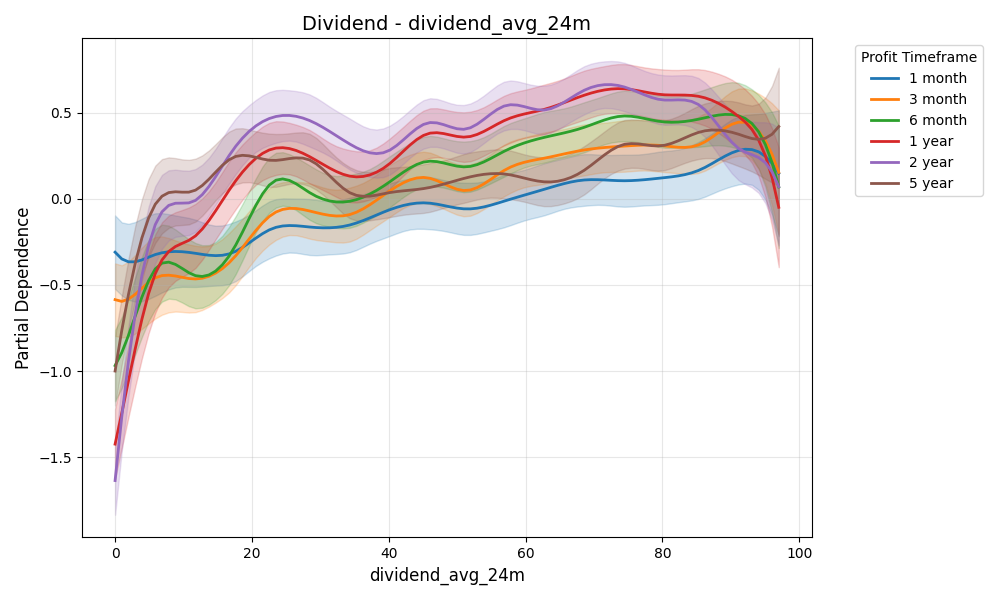 Dividend - dividend_avg_24m
Profit Timeframe
1 month
3 month
6 month
1 year
2 year
5 year
Partial Dependence
0.5
0.0
−0.5
−1.0
−1.5
0 20 40 60 80 100
dividend_avg_24m